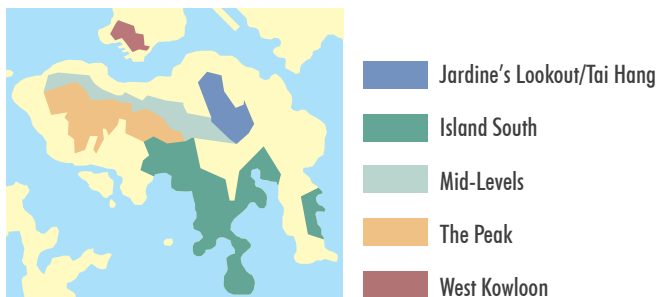 Jardine's Lookout/Tai Hang
Island South
Mid-Levels
The Peak
West Kowloon